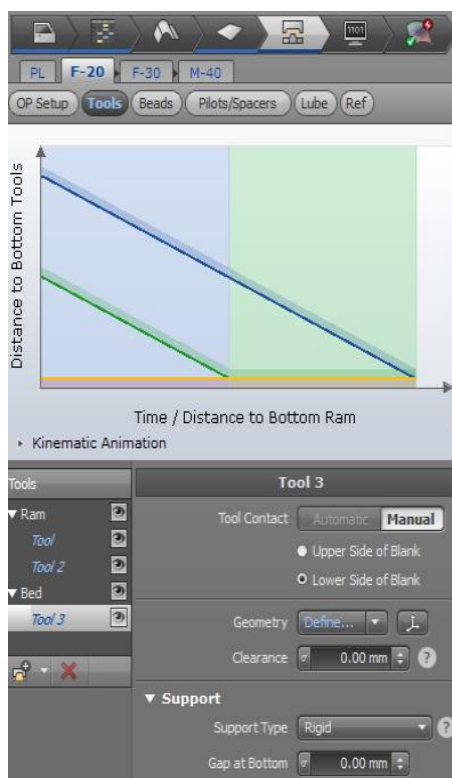 1101
PL F-20 F-30 M-40
OP Setup Tools Beads Pilots/Spacers Lube Ref
Distance to Bottom Tools
Time / Distance to Bottom Ram
Kinematic Animation
Tools
Ram
Tool
Tool 2
Bed
Tool 3
Tool 3
Tool Contact Automatic Manual
Upper Side of Blank
Lower Side of Blank
Geometry Define...
Clearance σ 0.00 mm ?
Support
Support Type Rigid ?
Gap at Bottom σ 0.00 mm